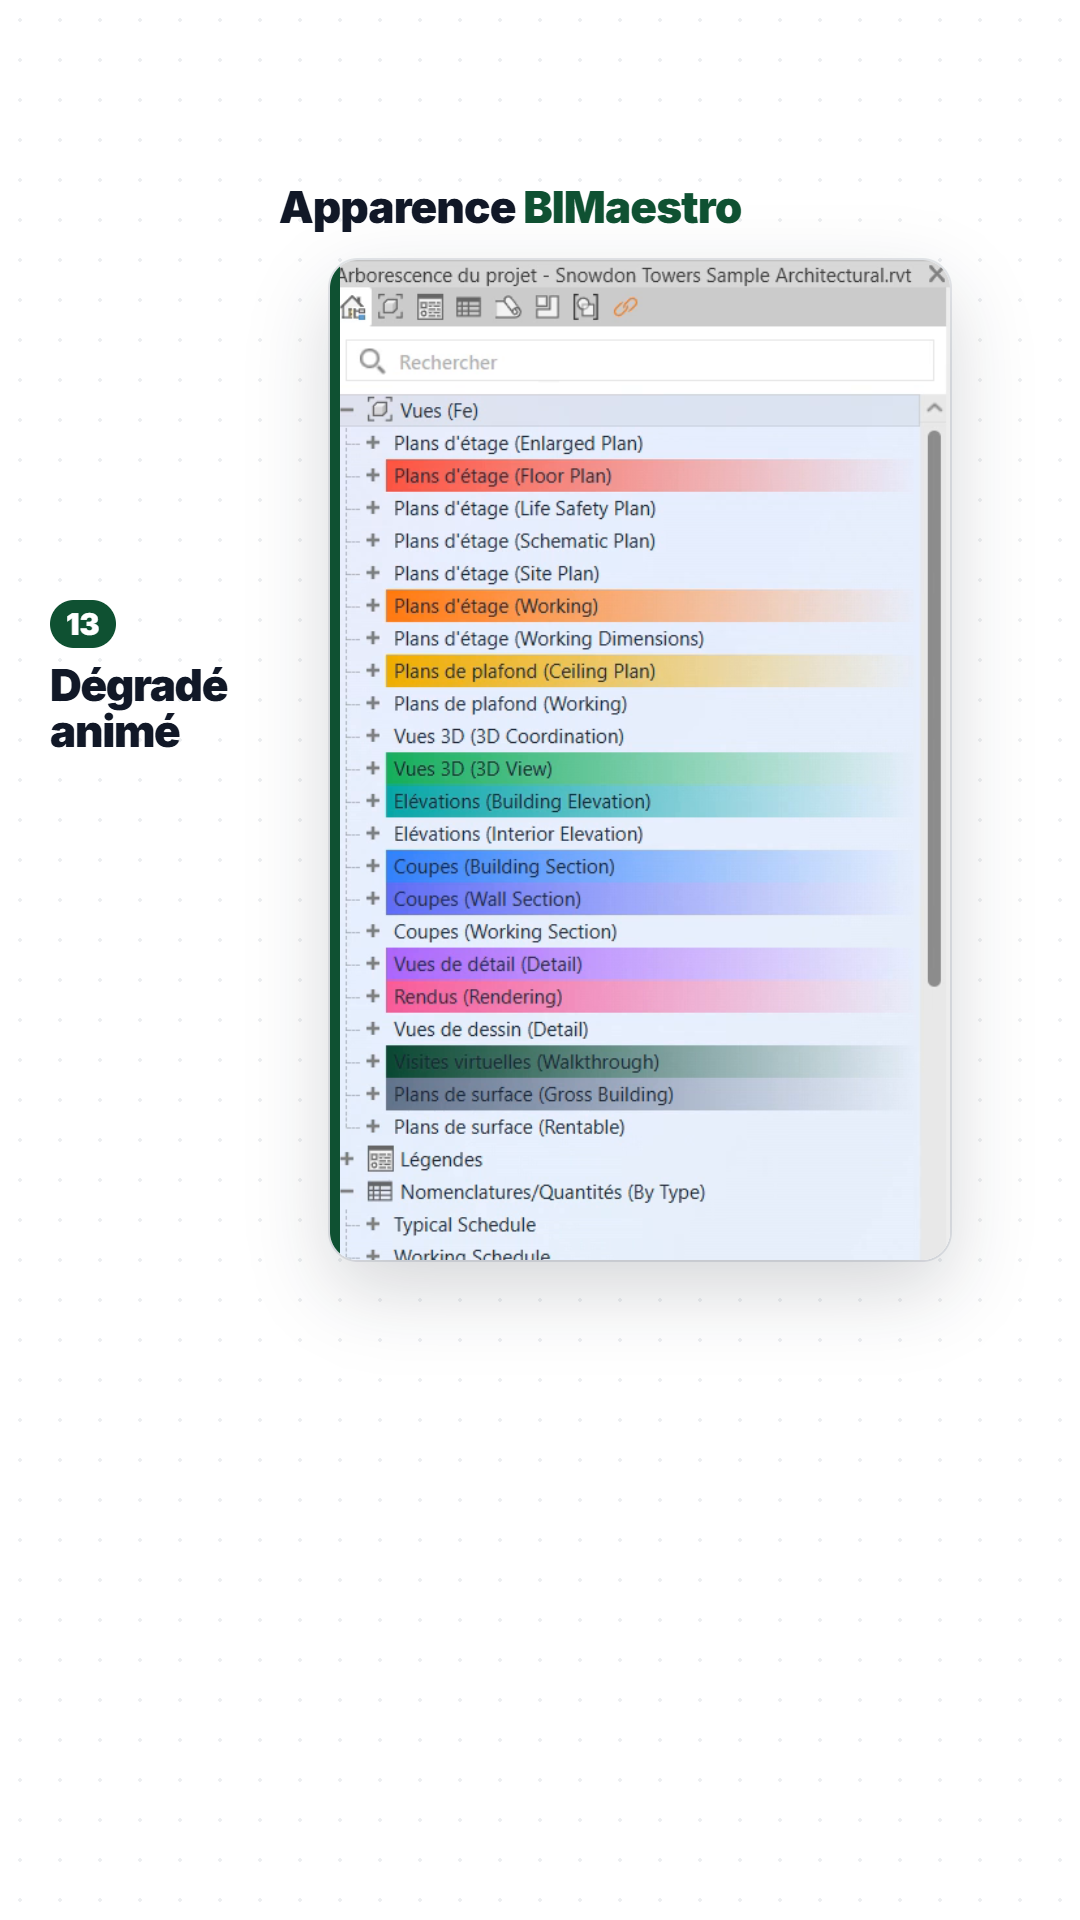 Apparence BIMaestro
Arborescence du projet - Snowdon Towers Sample Architectural.rvt
Rechercher
Vues (Fe)
Plans d'étage (Enlarged Plan)
Plans d'étage (Floor Plan)
Plans d'étage (Life Safety Plan)
Plans d'étage (Schematic Plan)
Plans d'étage (Site Plan)
Plans d'étage (Working)
Plans d'étage (Working Dimensions)
Plans de plafond (Ceiling Plan)
Plans de plafond (Working)
Vues 3D (3D Coordination)
Vues 3D (3D View)
Elévations (Building Elevation)
Elévations (Interior Elevation)
Coupes (Building Section)
Coupes (Wall Section)
Coupes (Working Section)
Vues de détail (Detail)
Rendus (Rendering)
Vues de dessin (Detail)
Visites virtuelles (Walkthrough)
Plans de surface (Gross Building)
Plans de surface (Rentable)
Légendes
Nomenclatures/Quantités (By Type)
Typical Schedule
Working Schedule
13
Dégradé
animé